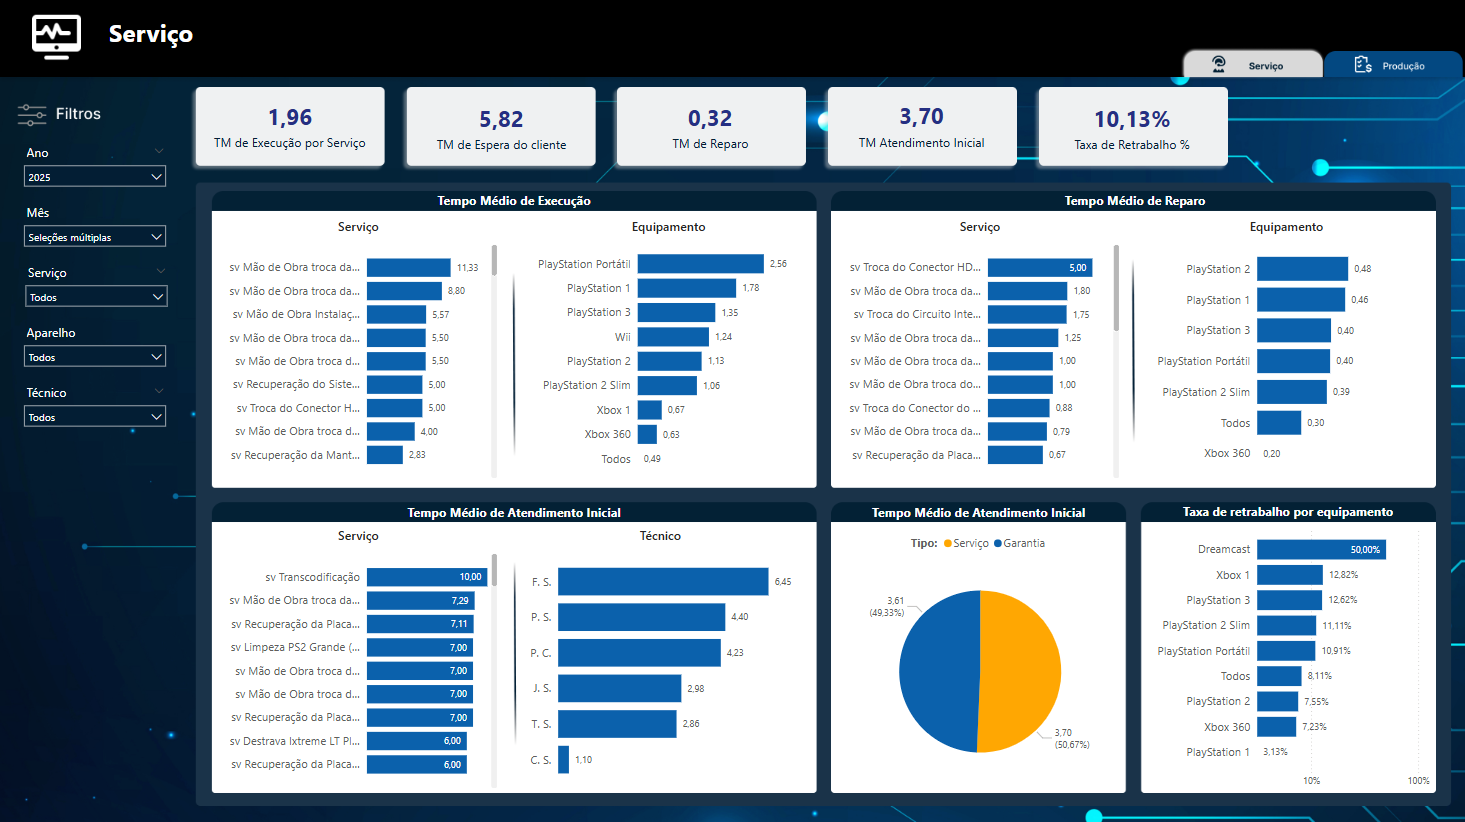 Serviço
Serviço
Produção
Filtros
Ano
2025
Mês
Seleções múltiplas
Serviço
Todos
Aparelho
Todos
Técnico
Todos
1,96
TM de Execução por Serviço
5,82
TM de Espera do cliente
0,32
TM de Reparo
3,70
TM Atendimento Inicial
10,13%
Taxa de Retrabalho %
Tempo Médio de Execução
Serviço
sv Mão de Obra troca da... 11,33
sv Mão de Obra troca da... 8,80
sv Mão de Obra Instalaç... 5,57
sv Mão de Obra troca da... 5,50
sv Mão de Obra troca da... 5,50
sv Recuperação do Siste... 5,00
sv Troca do Conector H... 5,00
sv Mão de Obra troca d... 4,00
sv Recuperação da Mant... 2,83
Equipamento
PlayStation Portátil 2,56
PlayStation 1 1,78
PlayStation 3 1,35
Wii 1,24
PlayStation 2 1,13
PlayStation 2 Slim 1,06
Xbox 1 0,67
Xbox 360 0,63
Todos 0,49
Tempo Médio de Reparo
Serviço
sv Troca do Conector HD... 5,00
sv Mão de Obra troca da... 1,80
sv Troca do Circuito Inte... 1,75
sv Mão de Obra troca da... 1,25
sv Mão de Obra troca da... 1,00
sv Mão de Obra troca do... 1,00
sv Troca do Conector do ... 0,88
sv Mão de Obra troca da... 0,79
sv Recuperação da Placa... 0,67
Equipamento
PlayStation 2 0,48
PlayStation 1 0,46
PlayStation 3 0,40
PlayStation Portátil 0,40
PlayStation 2 Slim 0,39
Todos 0,30
Xbox 360 0,20
Tempo Médio de Atendimento Inicial
Serviço
sv Transcodificação 10,00
sv Mão de Obra troca da... 7,29
sv Recuperação da Placa... 7,11
sv Limpeza PS2 Grande (... 7,00
sv Mão de Obra troca d... 7,00
sv Mão de Obra troca d... 7,00
sv Recuperação da Placa... 7,00
sv Destrava Ixtreme LT Pl... 6,00
sv Recuperação da Placa... 6,00
Técnico
F. S. 6,45
P. S. 4,40
P. C. 4,23
J. S. 2,98
T. S. 2,86
C. S. 1,10
Tempo Médio de Atendimento Inicial
Tipo: Serviço Garantia
3,61
(49,33%)
3,70
(50,67%)
Taxa de retrabalho por equipamento
Dreamcast 50,00%
Xbox 1 12,82%
PlayStation 3 12,62%
PlayStation 2 Slim 11,11%
PlayStation Portátil 10,91%
Todos 8,11%
PlayStation 2 7,55%
Xbox 360 7,23%
PlayStation 1 3,13%
10% 100%